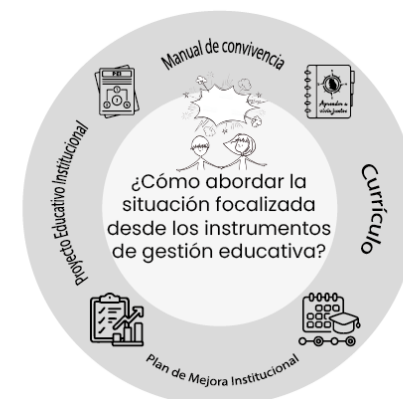 Manual de convivencia
PEI
Aprender a
vivir juntos
Proyecto Educativo Institucional
Currículo
¿Cómo abordar la
situación focalizada
desde los instrumentos
de gestión educativa?
Plan de Mejora Institucional